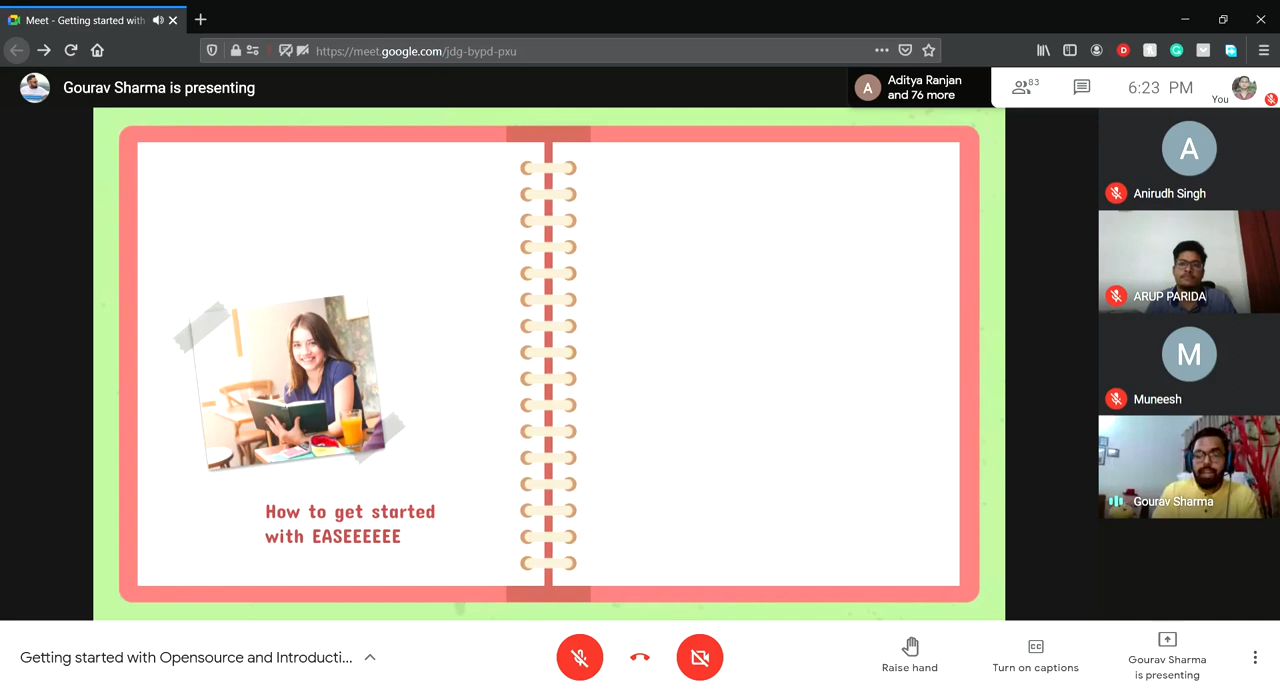 Meet - Getting started with
https://meet.google.com/jdg-bypd-pxu
Gourav Sharma is presenting
A
Aditya Ranjan
and 76 more
83
6:23 PM
You
How to get started
with EASEEEEEE
A
Anirudh Singh
ARUP PARIDA
M
Muneesh
Gourav Sharma
Getting started with Opensource and Introducti...
Raise hand
CC
Turn on captions
Gourav Sharma
is presenting